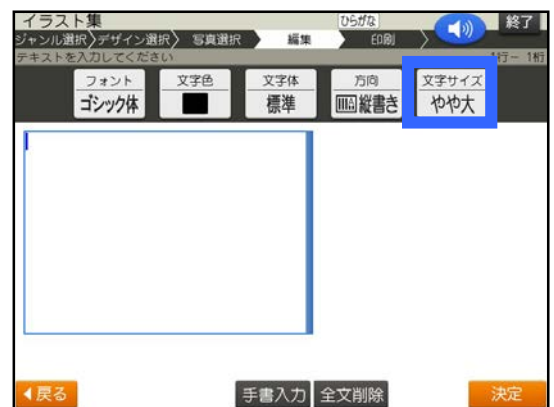 イラスト集 ひらがな 終了
ジャンル選択〉デザイン選択〉 写真選択 編集 印刷
テキストを入力してください 1行- 1桁
フォント 文字色 文字体 方向 文字サイズ
ゴシック体 標準 縦書き やや大
戻る 手書入力 全文削除 決定